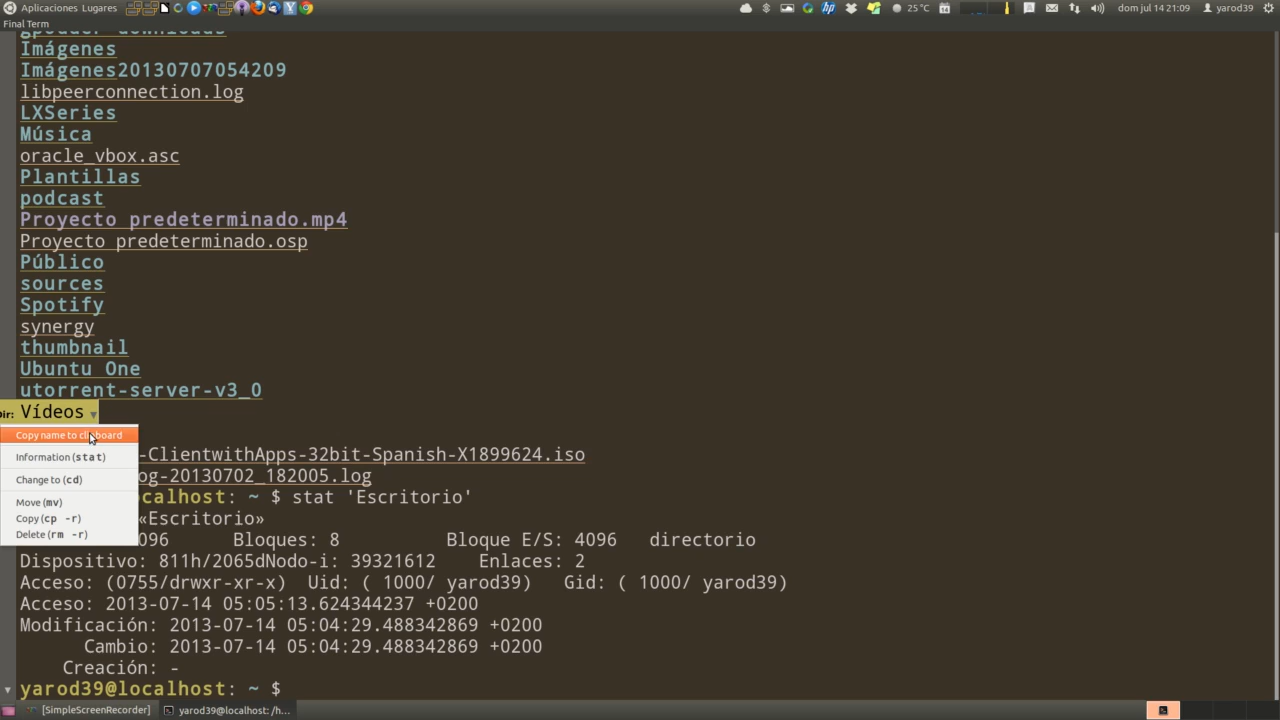 Aplicaciones Lugares
25 °C
dom jul 14 21:09
yarod39
Final Term
gpodder-downloads
Imágenes
Imágenes20130707054209
libpeerconnection.log
LXSeries
Música
oracle_vbox.asc
Plantillas
podcast
Proyecto predeterminado.mp4
Proyecto predeterminado.osp
Público
sources
Spotify
synergy
thumbnail
Ubuntu One
utorrent-server-v3_0
Dir: Vídeos
Copy name to clipboard
Information (stat)
Change to (cd)
Move (mv)
Copy (cp -r)
Delete (rm -r)
-ClientwithApps-32bit-Spanish-X1899624.iso
og-20130702_182005.log
calhost: ~ $ stat 'Escritorio'
«Escritorio»
096 Bloques: 8 Bloque E/S: 4096 directorio
Dispositivo: 811h/2065dNodo-i: 39321612 Enlaces: 2
Acceso: (0755/drwxr-xr-x) Uid: ( 1000/ yarod39) Gid: ( 1000/ yarod39)
Acceso: 2013-07-14 05:05:13.624344237 +0200
Modificación: 2013-07-14 05:04:29.488342869 +0200
Cambio: 2013-07-14 05:04:29.488342869 +0200
Creación: -
yarod39@localhost: ~ $
[SimpleScreenRecorder]
yarod39@localhost: /h...